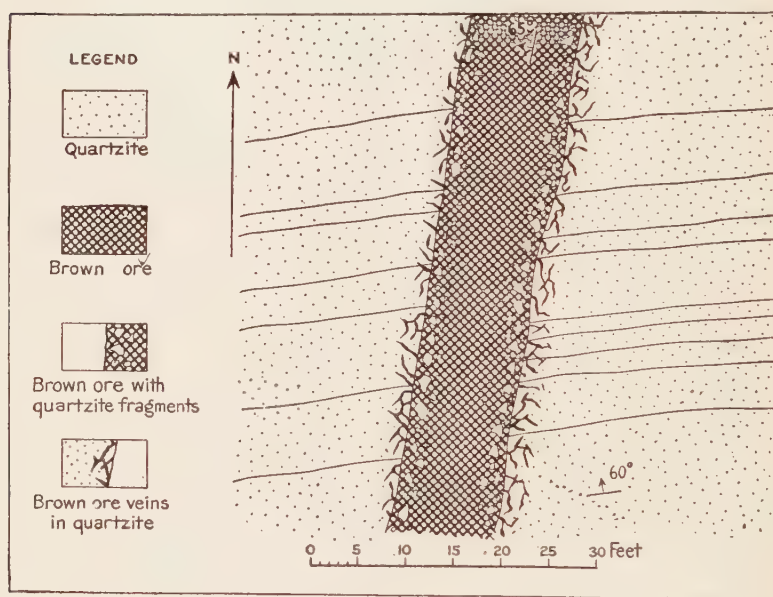 LEGEND
N
Quartzite
Brown ore
Brown ore with
quartzite fragments
Brown ore veins
in quartzite
60°
0 5 10 15 20 25 30 Feet